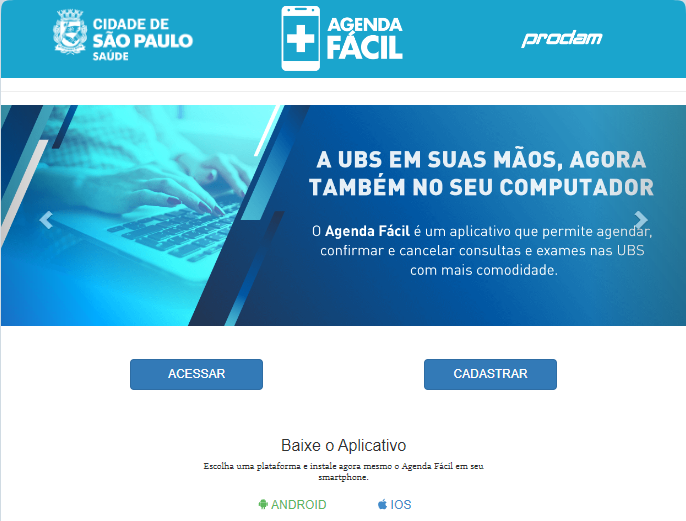 CIDADE DE
SÃO PAULO
SAÚDE
AGENDA
FÁCIL
prodam
A UBS EM SUAS MÃOS, AGORA
TAMBÉM NO SEU COMPUTADOR
O Agenda Fácil é um aplicativo que permite agendar,
confirmar e cancelar consultas e exames nas UBS
com mais comodidade.
ACESSAR
CADASTRAR
Baixe o Aplicativo
Escolha uma plataforma e instale agora mesmo o Agenda Fácil em seu
smartphone.
ANDROID
IOS